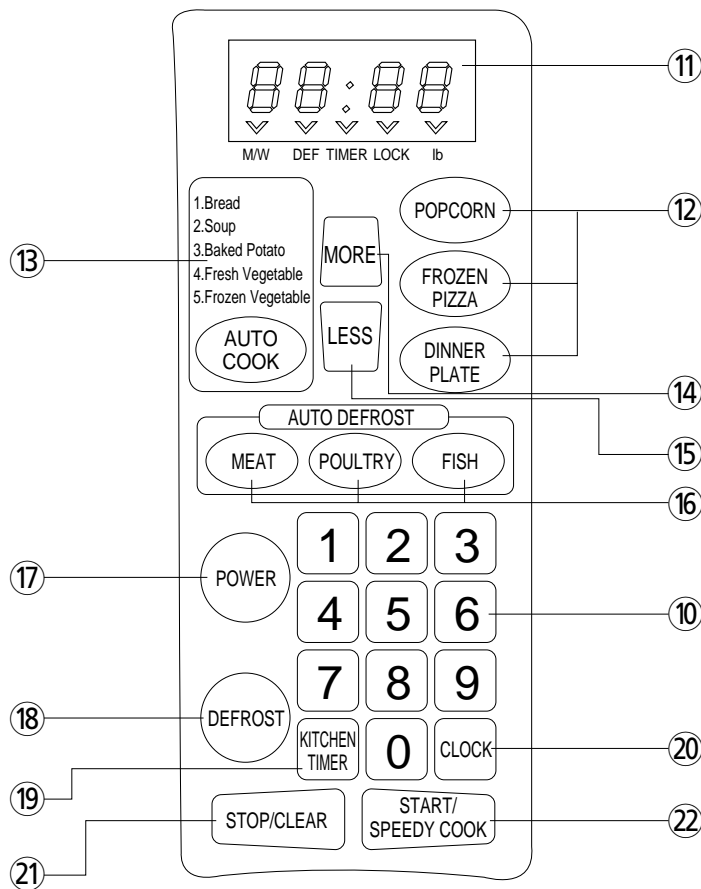 88:88
⑪
M/W DEF TIMER LOCK lb
1.Bread
2.Soup
3.Baked Potato
4.Fresh Vegetable
5.Frozen Vegetable
AUTO
COOK
⑬
MORE
LESS
POPCORN
⑫
FROZEN
PIZZA
DINNER
PLATE
⑭
⑮
AUTO DEFROST
MEAT POULTRY FISH
⑯
⑰
POWER
1 2 3
4 5 6
⑩
7 8 9
⑱
DEFROST
KITCHEN
TIMER
0
CLOCK
⑳
⑲
STOP/CLEAR
START/
SPEEDY COOK
㉒
㉑